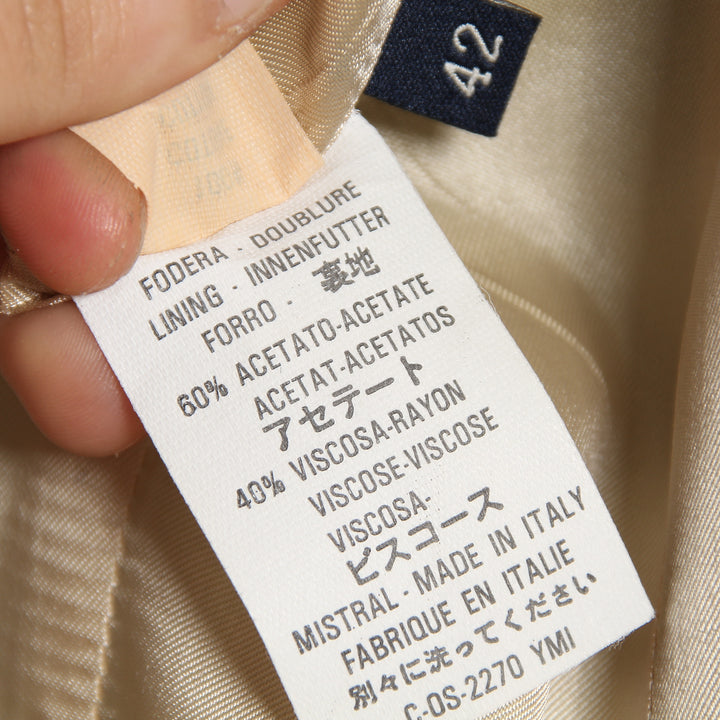 42
FODERA - DOUBLURE
LINING - INNENFUTTER
FORRO - 裏地
60% ACETATO-ACETATE
ACETAT-ACETATOS
アセテート
40% VISCOSA-RAYON
VISCOSE-VISCOSE
VISCOSA-
ビスコース
MISTRAL - MADE IN ITALY
FABRIQUE EN ITALIE
別々に洗ってください
C-OS-2270 YMI